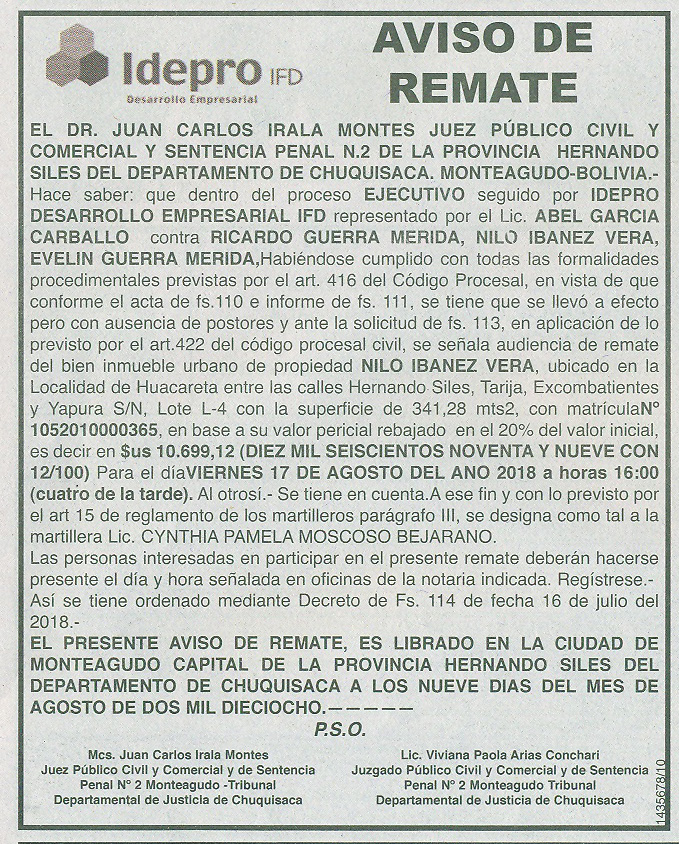 Idepro IFD
Desarrollo Empresarial
AVISO DE
REMATE
EL DR. JUAN CARLOS IRALA MONTES JUEZ PÚBLICO CIVIL Y
COMERCIAL Y SENTENCIA PENAL N.2 DE LA PROVINCIA HERNANDO
SILES DEL DEPARTAMENTO DE CHUQUISACA. MONTEAGUDO-BOLIVIA.-
Hace saber: que dentro del proceso EJECUTIVO seguido por IDEPRO
DESARROLLO EMPRESARIAL IFD representado por el Lic. ABEL GARCIA
CARBALLO contra RICARDO GUERRA MERIDA, NILO IBANEZ VERA,
EVELIN GUERRA MERIDA,Habiéndose cumplido con todas las formalidades
procedimentales previstas por el art. 416 del Código Procesal, en vista de que
conforme el acta de fs.110 e informe de fs. 111, se tiene que se llevó a efecto
pero con ausencia de postores y ante la solicitud de fs. 113, en aplicación de lo
previsto por el art.422 del código procesal civil, se señala audiencia de remate
del bien inmueble urbano de propiedad NILO IBANEZ VERA, ubicado en la
Localidad de Huacareta entre las calles Hernando Siles, Tarija, Excombatientes
y Yapura S/N, Lote L-4 con la superficie de 341,28 mts2, con matrículaNº
1052010000365, en base a su valor pericial rebajado en el 20% del valor inicial,
es decir en $us 10.699,12 (DIEZ MIL SEISCIENTOS NOVENTA Y NUEVE CON
12/100) Para el díaVIERNES 17 DE AGOSTO DEL ANO 2018 a horas 16:00
(cuatro de la tarde). Al otrosí.- Se tiene en cuenta.A ese fin y con lo previsto por
el art 15 de reglamento de los martilleros parágrafo III, se designa como tal a la
martillera Lic. CYNTHIA PAMELA MOSCOSO BEJARANO.
Las personas interesadas en participar en el presente remate deberán hacerse
presente el día y hora señalada en oficinas de la notaria indicada. Regístrese.-
Así se tiene ordenado mediante Decreto de Fs. 114 de fecha 16 de julio del
2018.-
EL PRESENTE AVISO DE REMATE, ES LIBRADO EN LA CIUDAD DE
MONTEAGUDO CAPITAL DE LA PROVINCIA HERNANDO SILES DEL
DEPARTAMENTO DE CHUQUISACA A LOS NUEVE DIAS DEL MES DE
AGOSTO DE DOS MIL DIECIOCHO.—————
P.S.O.
Mcs. Juan Carlos Irala Montes
Juez Público Civil y Comercial y de Sentencia
Penal Nº 2 Monteagudo -Tribunal
Departamental de Justicia de Chuquisaca
Lic. Viviana Paola Arias Conchari
Juzgado Público Civil y Comercial y de Sentencia
Penal Nº 2 Monteagudo Tribunal
Departamental de Justicia de Chuquisaca
1435678/10